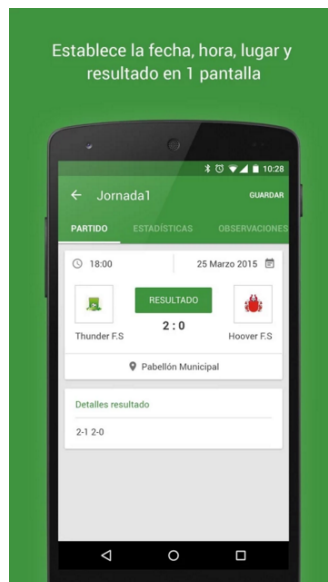 Establece la fecha, hora, lugar y
resultado en 1 pantalla
10:28
Jornada1
GUARDAR
PARTIDO ESTADÍSTICAS OBSERVACIONES
18:00 25 Marzo 2015
RESULTADO
2 : 0
Thunder F.S Hoover F.S
Pabellón Municipal
Detalles resultado
2-1 2-0